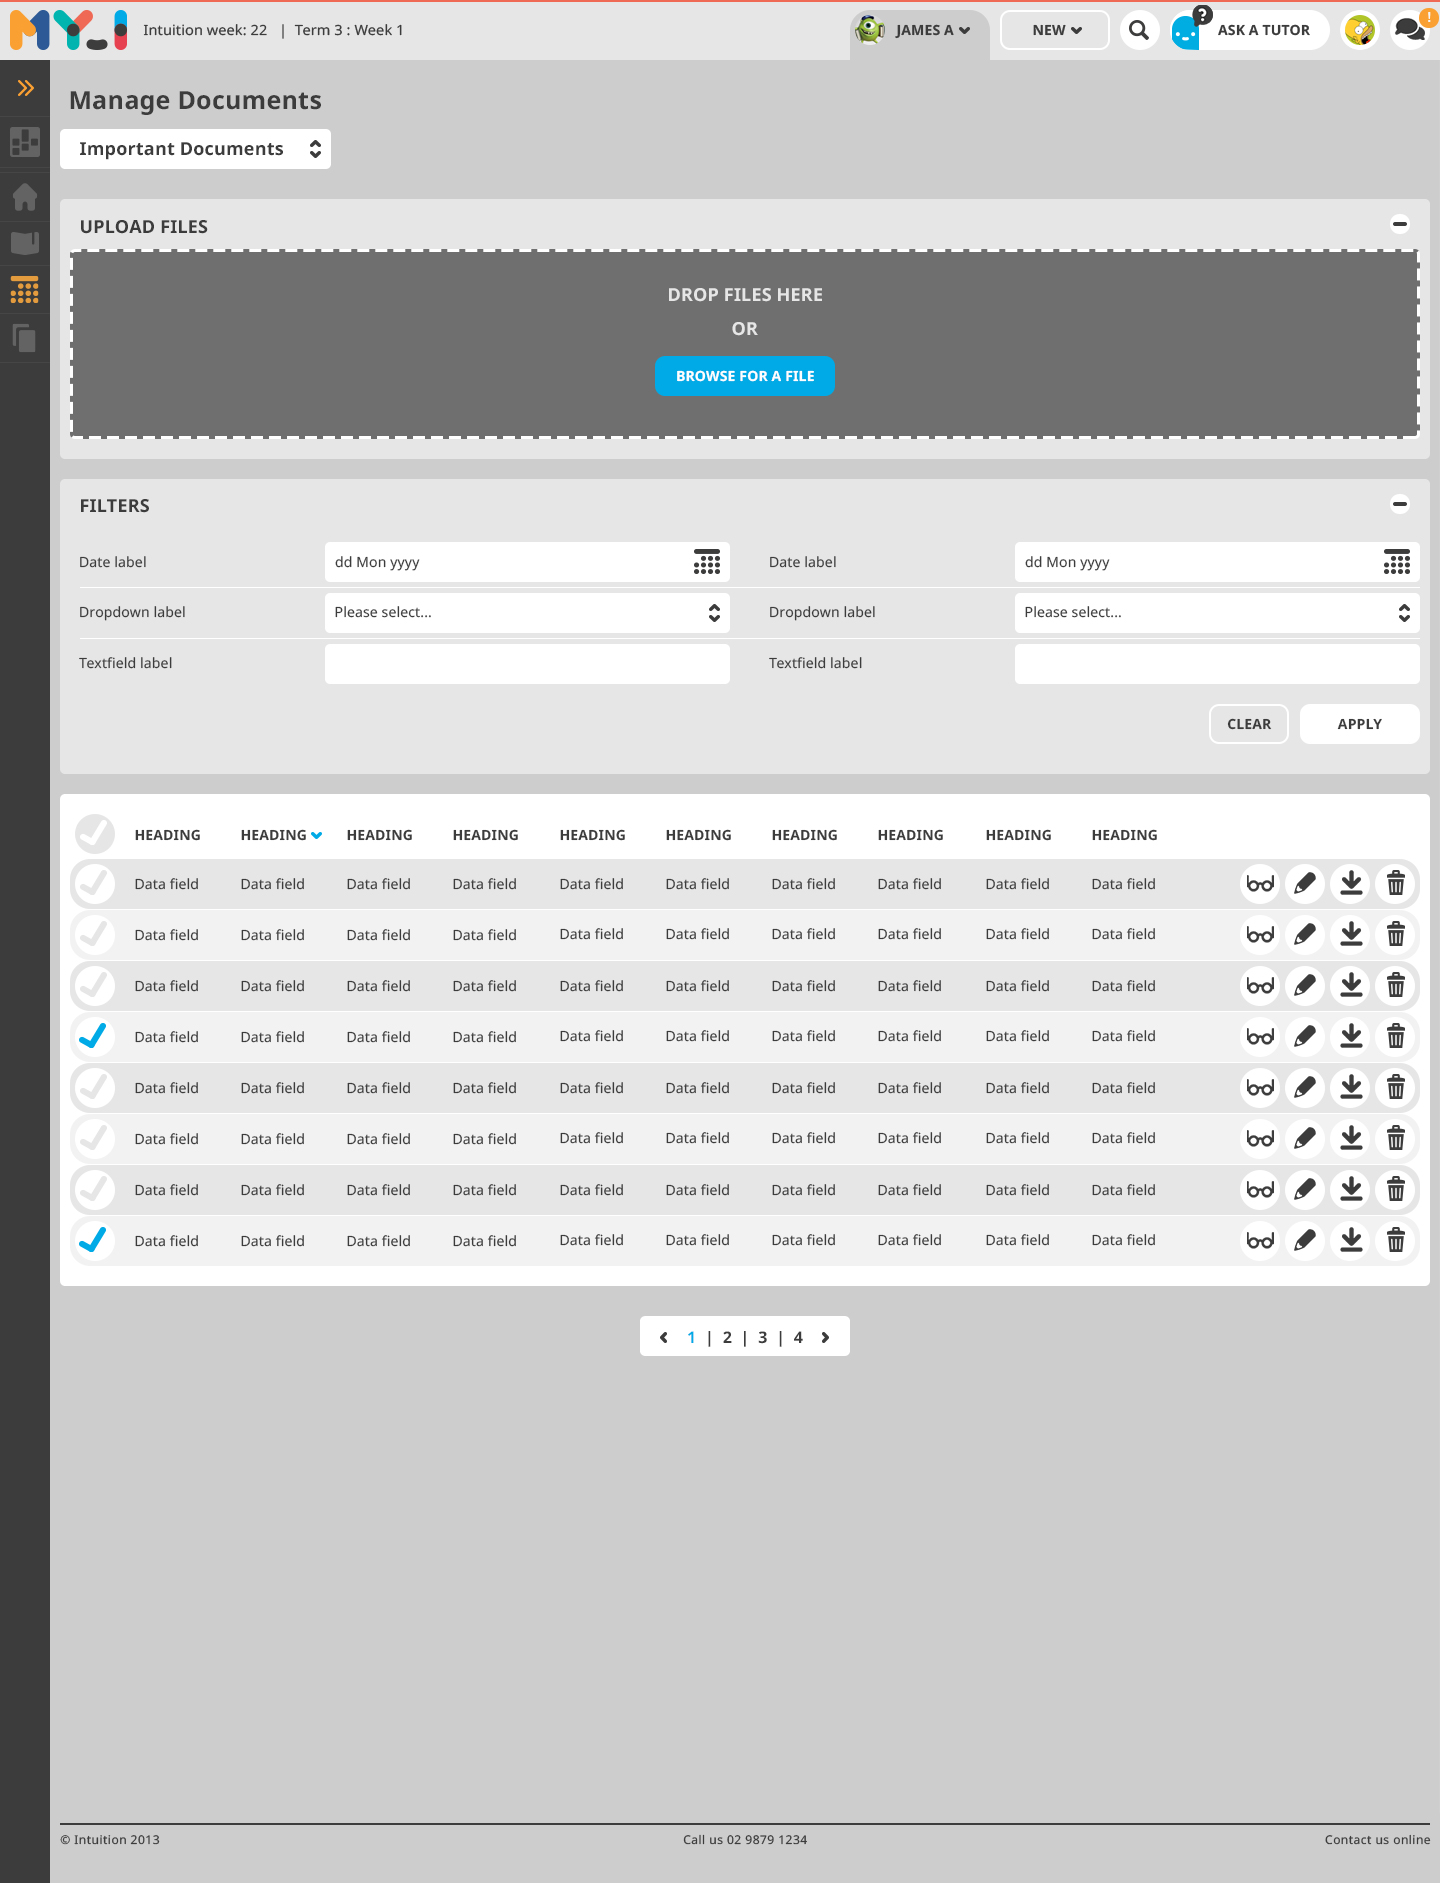 MY_I
Intuition week: 22 | Term 3 : Week 1
JAMES A
NEW
?
ASK A TUTOR
!
Manage Documents
Important Documents
UPLOAD FILES
DROP FILES HERE
OR
BROWSE FOR A FILE
FILTERS
Date label dd Mon yyyy Date label dd Mon yyyy
Dropdown label Please select... Dropdown label Please select...
Textfield label Textfield label
CLEAR APPLY
HEADING HEADING HEADING HEADING HEADING HEADING HEADING HEADING HEADING HEADING
Data field Data field Data field Data field Data field Data field Data field Data field Data field Data field
Data field Data field Data field Data field Data field Data field Data field Data field Data field Data field
Data field Data field Data field Data field Data field Data field Data field Data field Data field Data field
Data field Data field Data field Data field Data field Data field Data field Data field Data field Data field
Data field Data field Data field Data field Data field Data field Data field Data field Data field Data field
Data field Data field Data field Data field Data field Data field Data field Data field Data field Data field
Data field Data field Data field Data field Data field Data field Data field Data field Data field Data field
Data field Data field Data field Data field Data field Data field Data field Data field Data field Data field
1 | 2 | 3 | 4
© Intuition 2013 Call us 02 9879 1234 Contact us online